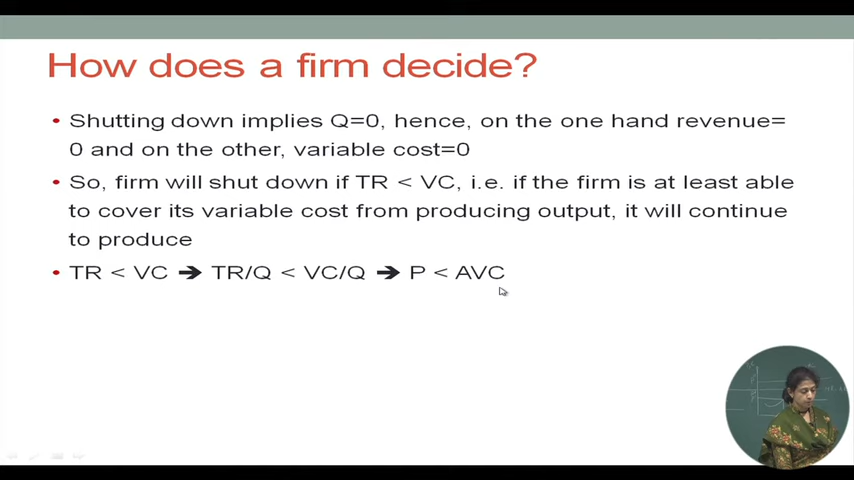 How does a firm decide?
• Shutting down implies Q=0, hence, on the one hand revenue=
0 and on the other, variable cost=0
• So, firm will shut down if TR < VC, i.e. if the firm is at least able
to cover its variable cost from producing output, it will continue
to produce
• TR < VC ➔ TR/Q < VC/Q ➔ P < AVC